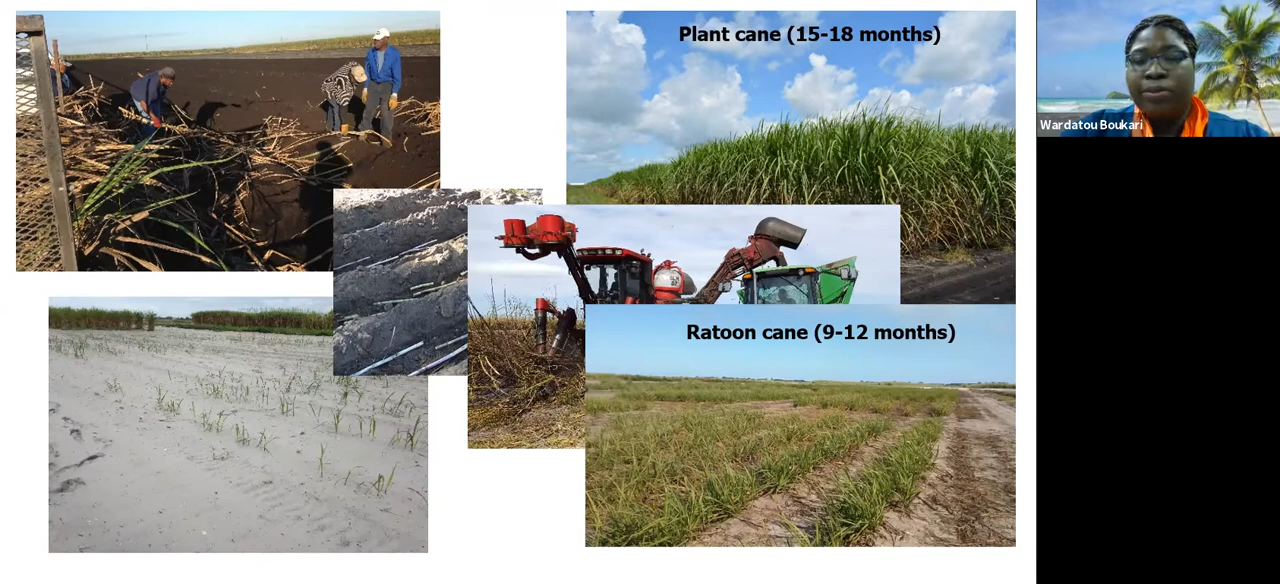 Plant cane (15-18 months)
Wardatou Boukari
Ratoon cane (9-12 months)